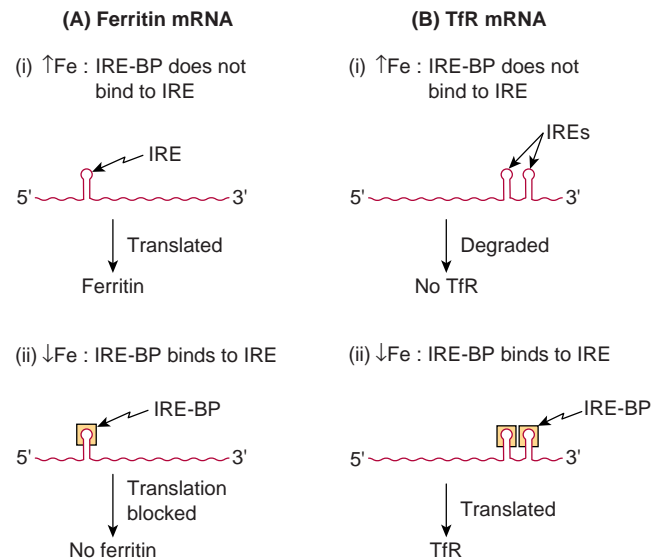 (A) Ferritin mRNA
(i) ↑Fe : IRE-BP does not
bind to IRE
IRE
5' 3'
Translated
Ferritin
(ii) ↓Fe : IRE-BP binds to IRE
IRE-BP
5' 3'
Translation
blocked
No ferritin
(B) TfR mRNA
(i) ↑Fe : IRE-BP does not
bind to IRE
IREs
5' 3'
Degraded
No TfR
(ii) ↓Fe : IRE-BP binds to IRE
IRE-BP
5' 3'
Translated
TfR